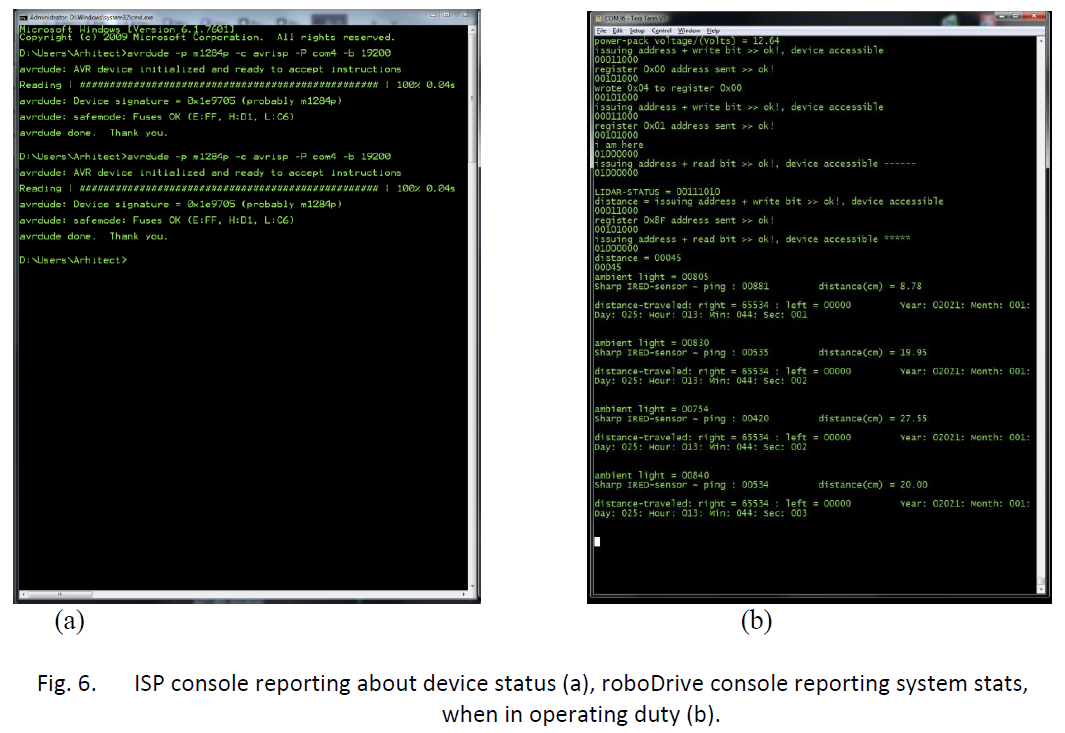 Administrator: D:\Windows\system32\cmd.exe
Microsoft Windows [Version 6.1.7601]
Copyright (c) 2009 Microsoft Corporation.  All rights reserved.
D:\Users\Arhitect>avrdude -p m1284p -c avrisp -P com4 -b 19200
avrdude: AVR device initialized and ready to accept instructions
Reading | ################################################## | 100% 0.04s
avrdude: Device signature = 0x1e9705 (probably m1284p)
avrdude: safemode: Fuses OK (E:FF, H:D1, L:C6)
avrdude done.  Thank you.
D:\Users\Arhitect>avrdude -p m1284p -c avrisp -P com4 -b 19200
avrdude: AVR device initialized and ready to accept instructions
Reading | ################################################## | 100% 0.04s
avrdude: Device signature = 0x1e9705 (probably m1284p)
avrdude: safemode: Fuses OK (E:FF, H:D1, L:C6)
avrdude done.  Thank you.
D:\Users\Arhitect>
(a)
COM36 - Tera Term VT
File Edit Setup Control Window Help
power-pack voltage/(Volts) = 12.64
issuing address + write bit >> ok!, device accessible
00011000
register 0x00 address sent >> ok!
00101000
wrote 0x04 to register 0x00
00101000
issuing address + write bit >> ok!, device accessible
00011000
register 0x01 address sent >> ok!
00101000
i am here
01000000
issuing address + read bit >> ok!, device accessible ------
01000000
LIDAR-STATUS = 00111010
distance = issuing address + write bit >> ok!, device accessible
00011000
register 0x8F address sent >> ok!
00101000
issuing address + read bit >> ok!, device accessible *****
01000000
distance = 00045
00045
ambient light = 00805
Sharp IRED-sensor ~ ping : 00881 distance(cm) = 8.78
distance-traveled: right = 65534 : left = 00000 Year: 02021: Month: 001:
Day: 025: Hour: 013: Min: 044: Sec: 001
ambient light = 00830
Sharp IRED-sensor ~ ping : 00535 distance(cm) = 19.95
distance-traveled: right = 65534 : left = 00000 Year: 02021: Month: 001:
Day: 025: Hour: 013: Min: 044: Sec: 002
ambient light = 00754
Sharp IRED-sensor ~ ping : 00420 distance(cm) = 27.55
distance-traveled: right = 65534 : left = 00000 Year: 02021: Month: 001:
Day: 025: Hour: 013: Min: 044: Sec: 002
ambient light = 00840
Sharp IRED-sensor ~ ping : 00534 distance(cm) = 20.00
distance-traveled: right = 65534 : left = 00000 Year: 02021: Month: 001:
Day: 025: Hour: 013: Min: 044: Sec: 003
(b)
Fig. 6. ISP console reporting about device status (a), roboDrive console reporting system stats,
when in operating duty (b).